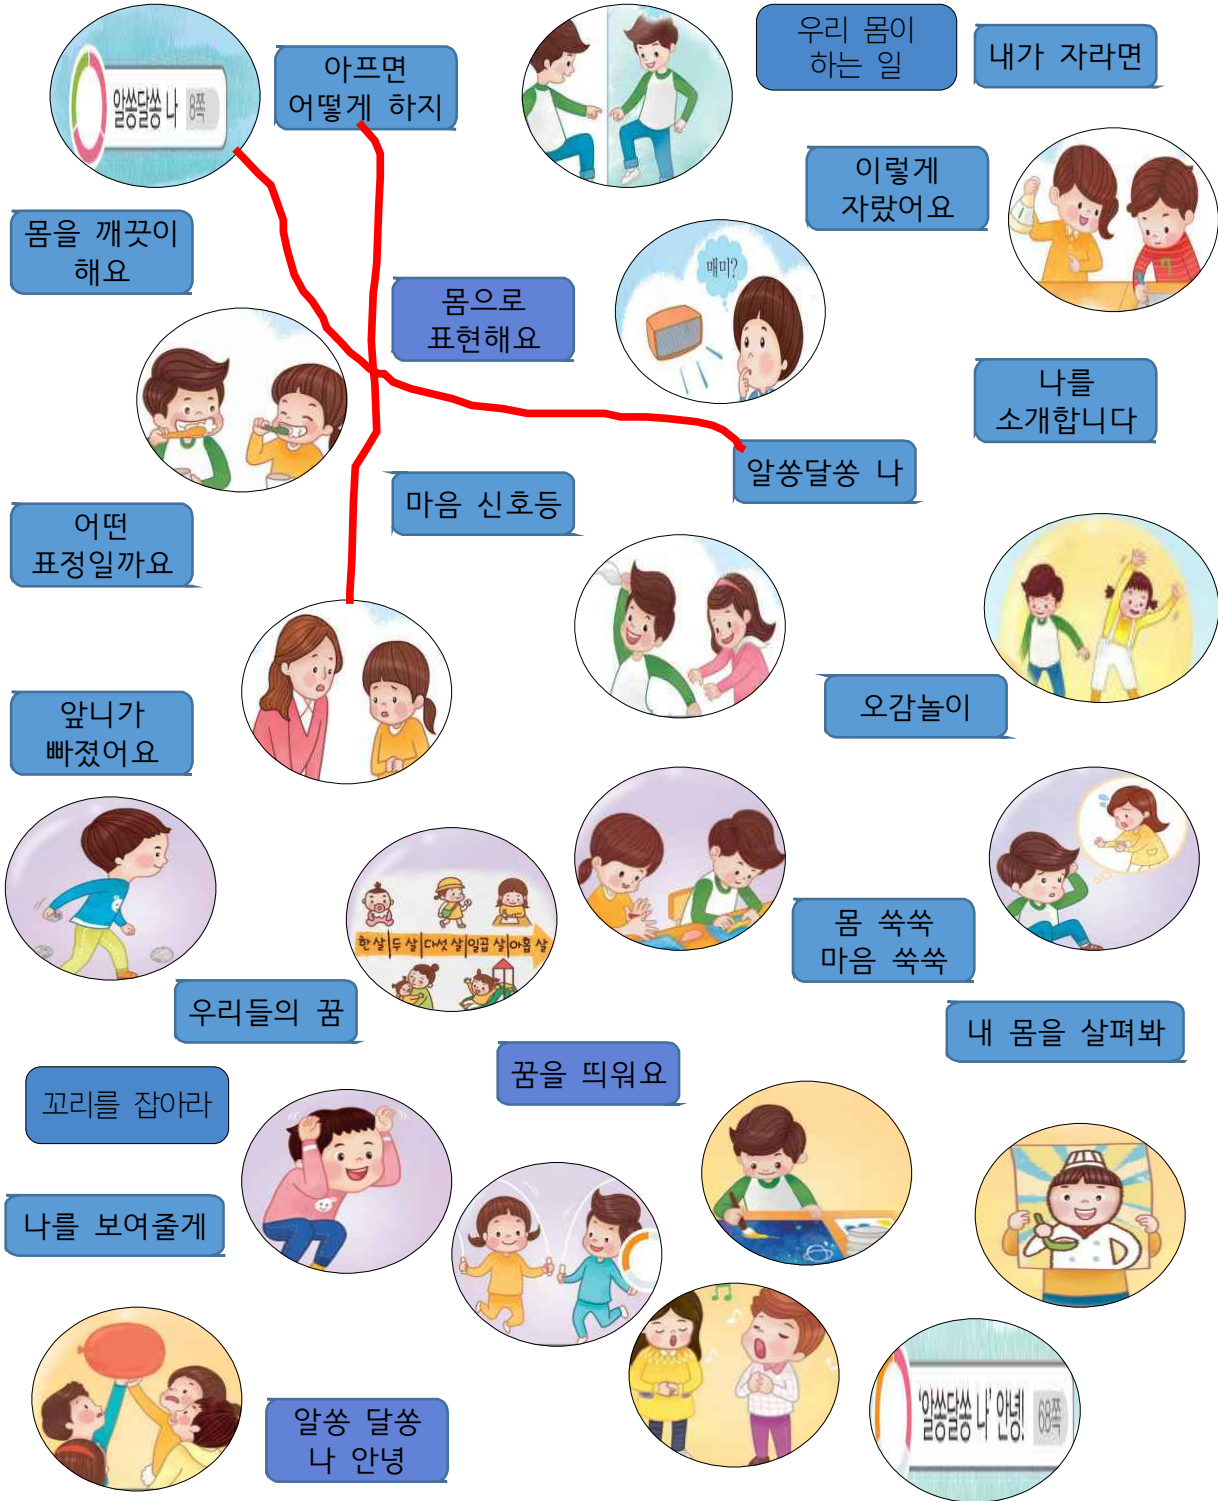 알쏭달쏭 나 8쪽
아프면
어떻게 하지
우리 몸이
하는 일
내가 자라면
이렇게
자랐어요
몸을 깨끗이
해요
매미?
몸으로
표현해요
나를
소개합니다
알쏭달쏭 나
마음 신호등
어떤
표정일까요
오감놀이
앞니가
빠졌어요
한 살 두 살 다섯 살 일곱 살 아홉 살
몸 쑥쑥
마음 쑥쑥
우리들의 꿈
내 몸을 살펴봐
꿈을 띄워요
꼬리를 잡아라
나를 보여줄게
알쏭 달쏭
나 안녕
'알쏭달쏭 나' 안녕! 68쪽